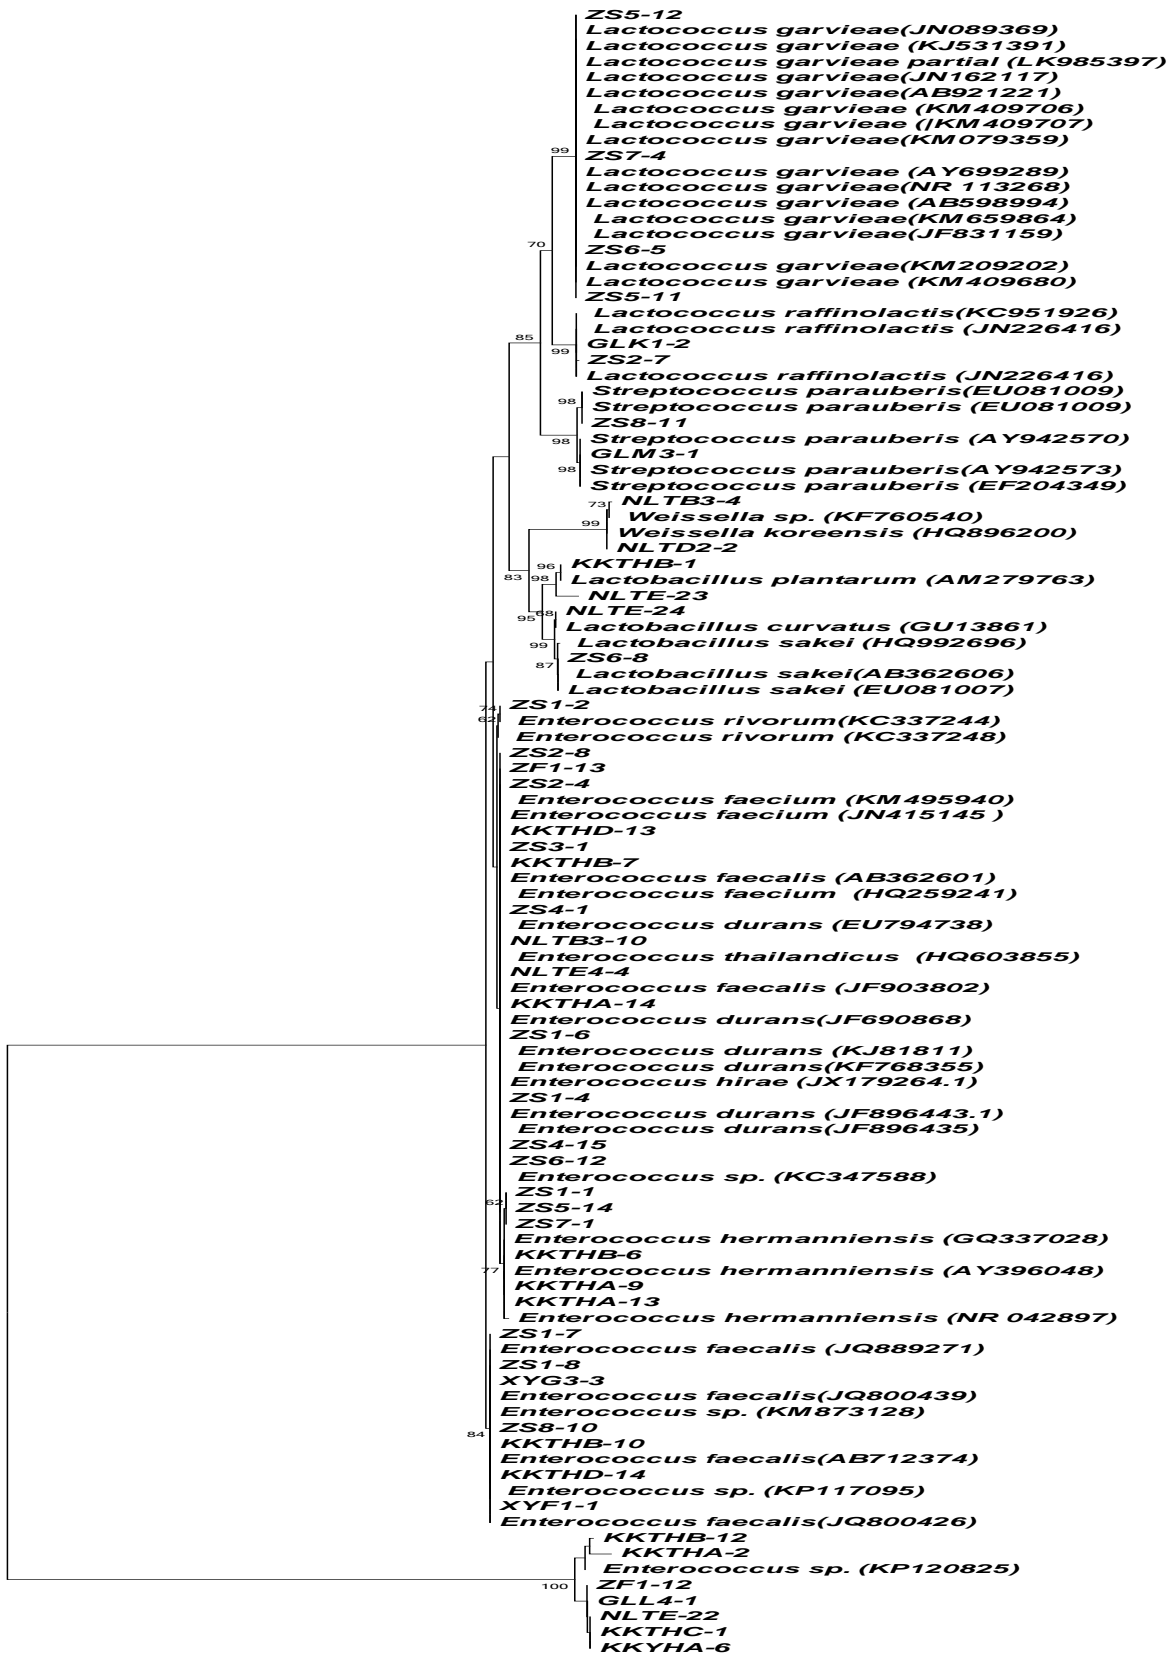 ZS5-12
Lactococcus garvieae(JN089369)
Lactococcus garvieae (KJ531391)
Lactococcus garvieae partial (LK985397)
Lactococcus garvieae(JN162117)
Lactococcus garvieae(AB921221)
Lactococcus garvieae (KM409706)
Lactococcus garvieae (|KM409707)
Lactococcus garvieae(KM079359)
99
ZS7-4
Lactococcus garvieae (AY699289)
Lactococcus garvieae(NR 113268)
Lactococcus garvieae (AB598994)
Lactococcus garvieae(KM659864)
Lactococcus garvieae(JF831159)
70
ZS6-5
Lactococcus garvieae(KM209202)
Lactococcus garvieae (KM409680)
ZS5-11
Lactococcus raffinolactis(KC951926)
Lactococcus raffinolactis (JN226416)
85
GLK1-2
99
ZS2-7
Lactococcus raffinolactis (JN226416)
Streptococcus parauberis(EU081009)
98
Streptococcus parauberis (EU081009)
ZS8-11
98
Streptococcus parauberis (AY942570)
GLM3-1
98
Streptococcus parauberis(AY942573)
Streptococcus parauberis (EF204349)
73
NLTB3-4
Weissella sp. (KF760540)
99
Weissella koreensis (HQ896200)
NLTD2-2
96
KKTHB-1
83
98
Lactobacillus plantarum (AM279763)
NLTE-23
95
68
NLTE-24
Lactobacillus curvatus (GU13861)
99
Lactobacillus sakei (HQ992696)
87
ZS6-8
Lactobacillus sakei(AB362606)
Lactobacillus sakei (EU081007)
74
ZS1-2
62
Enterococcus rivorum(KC337244)
Enterococcus rivorum (KC337248)
ZS2-8
ZF1-13
ZS2-4
Enterococcus faecium (KM495940)
Enterococcus faecium (JN415145 )
KKTHD-13
ZS3-1
KKTHB-7
Enterococcus faecalis (AB362601)
Enterococcus faecium  (HQ259241)
ZS4-1
Enterococcus durans (EU794738)
NLTB3-10
Enterococcus thailandicus  (HQ603855)
NLTE4-4
Enterococcus faecalis (JF903802)
KKTHA-14
Enterococcus durans(JF690868)
ZS1-6
Enterococcus durans (KJ81811)
Enterococcus durans(KF768355)
Enterococcus hirae (JX179264.1)
ZS1-4
Enterococcus durans (JF896443.1)
Enterococcus durans(JF896435)
ZS4-15
ZS6-12
Enterococcus sp. (KC347588)
62
ZS1-1
ZS5-14
ZS7-1
Enterococcus hermanniensis (GQ337028)
KKTHB-6
77
Enterococcus hermanniensis (AY396048)
KKTHA-9
KKTHA-13
Enterococcus hermanniensis (NR 042897)
ZS1-7
Enterococcus faecalis (JQ889271)
ZS1-8
XYG3-3
Enterococcus faecalis(JQ800439)
Enterococcus sp. (KM873128)
84
ZS8-10
KKTHB-10
Enterococcus faecalis(AB712374)
KKTHD-14
Enterococcus sp. (KP117095)
XYF1-1
Enterococcus faecalis(JQ800426)
KKTHB-12
KKTHA-2
Enterococcus sp. (KP120825)
100
ZF1-12
GLL4-1
NLTE-22
KKTHC-1
KKYHA-6